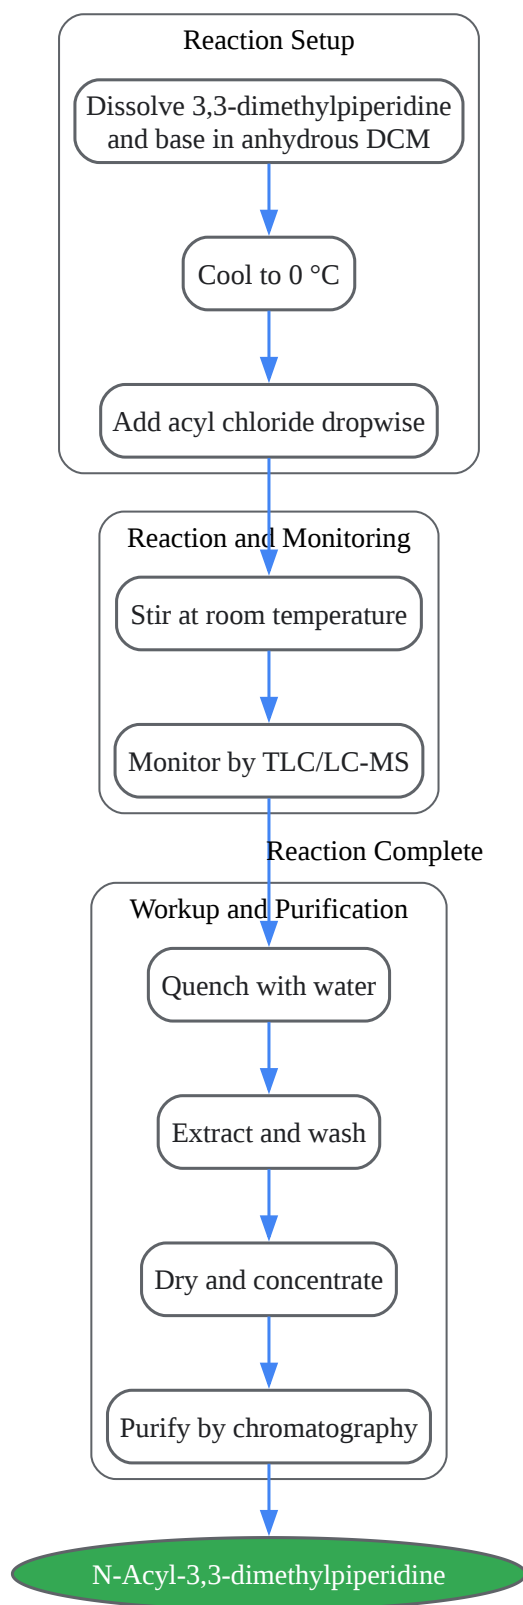 Reaction Setup
Dissolve 3,3-dimethylpiperidine
and base in anhydrous DCM
Cool to 0 °C
Add acyl chloride dropwise
Reaction and Monitoring
Stir at room temperature
Monitor by TLC/LC-MS
Reaction Complete
Workup and Purification
Quench with water
Extract and wash
Dry and concentrate
Purify by chromatography
N-Acyl-3,3-dimethylpiperidine